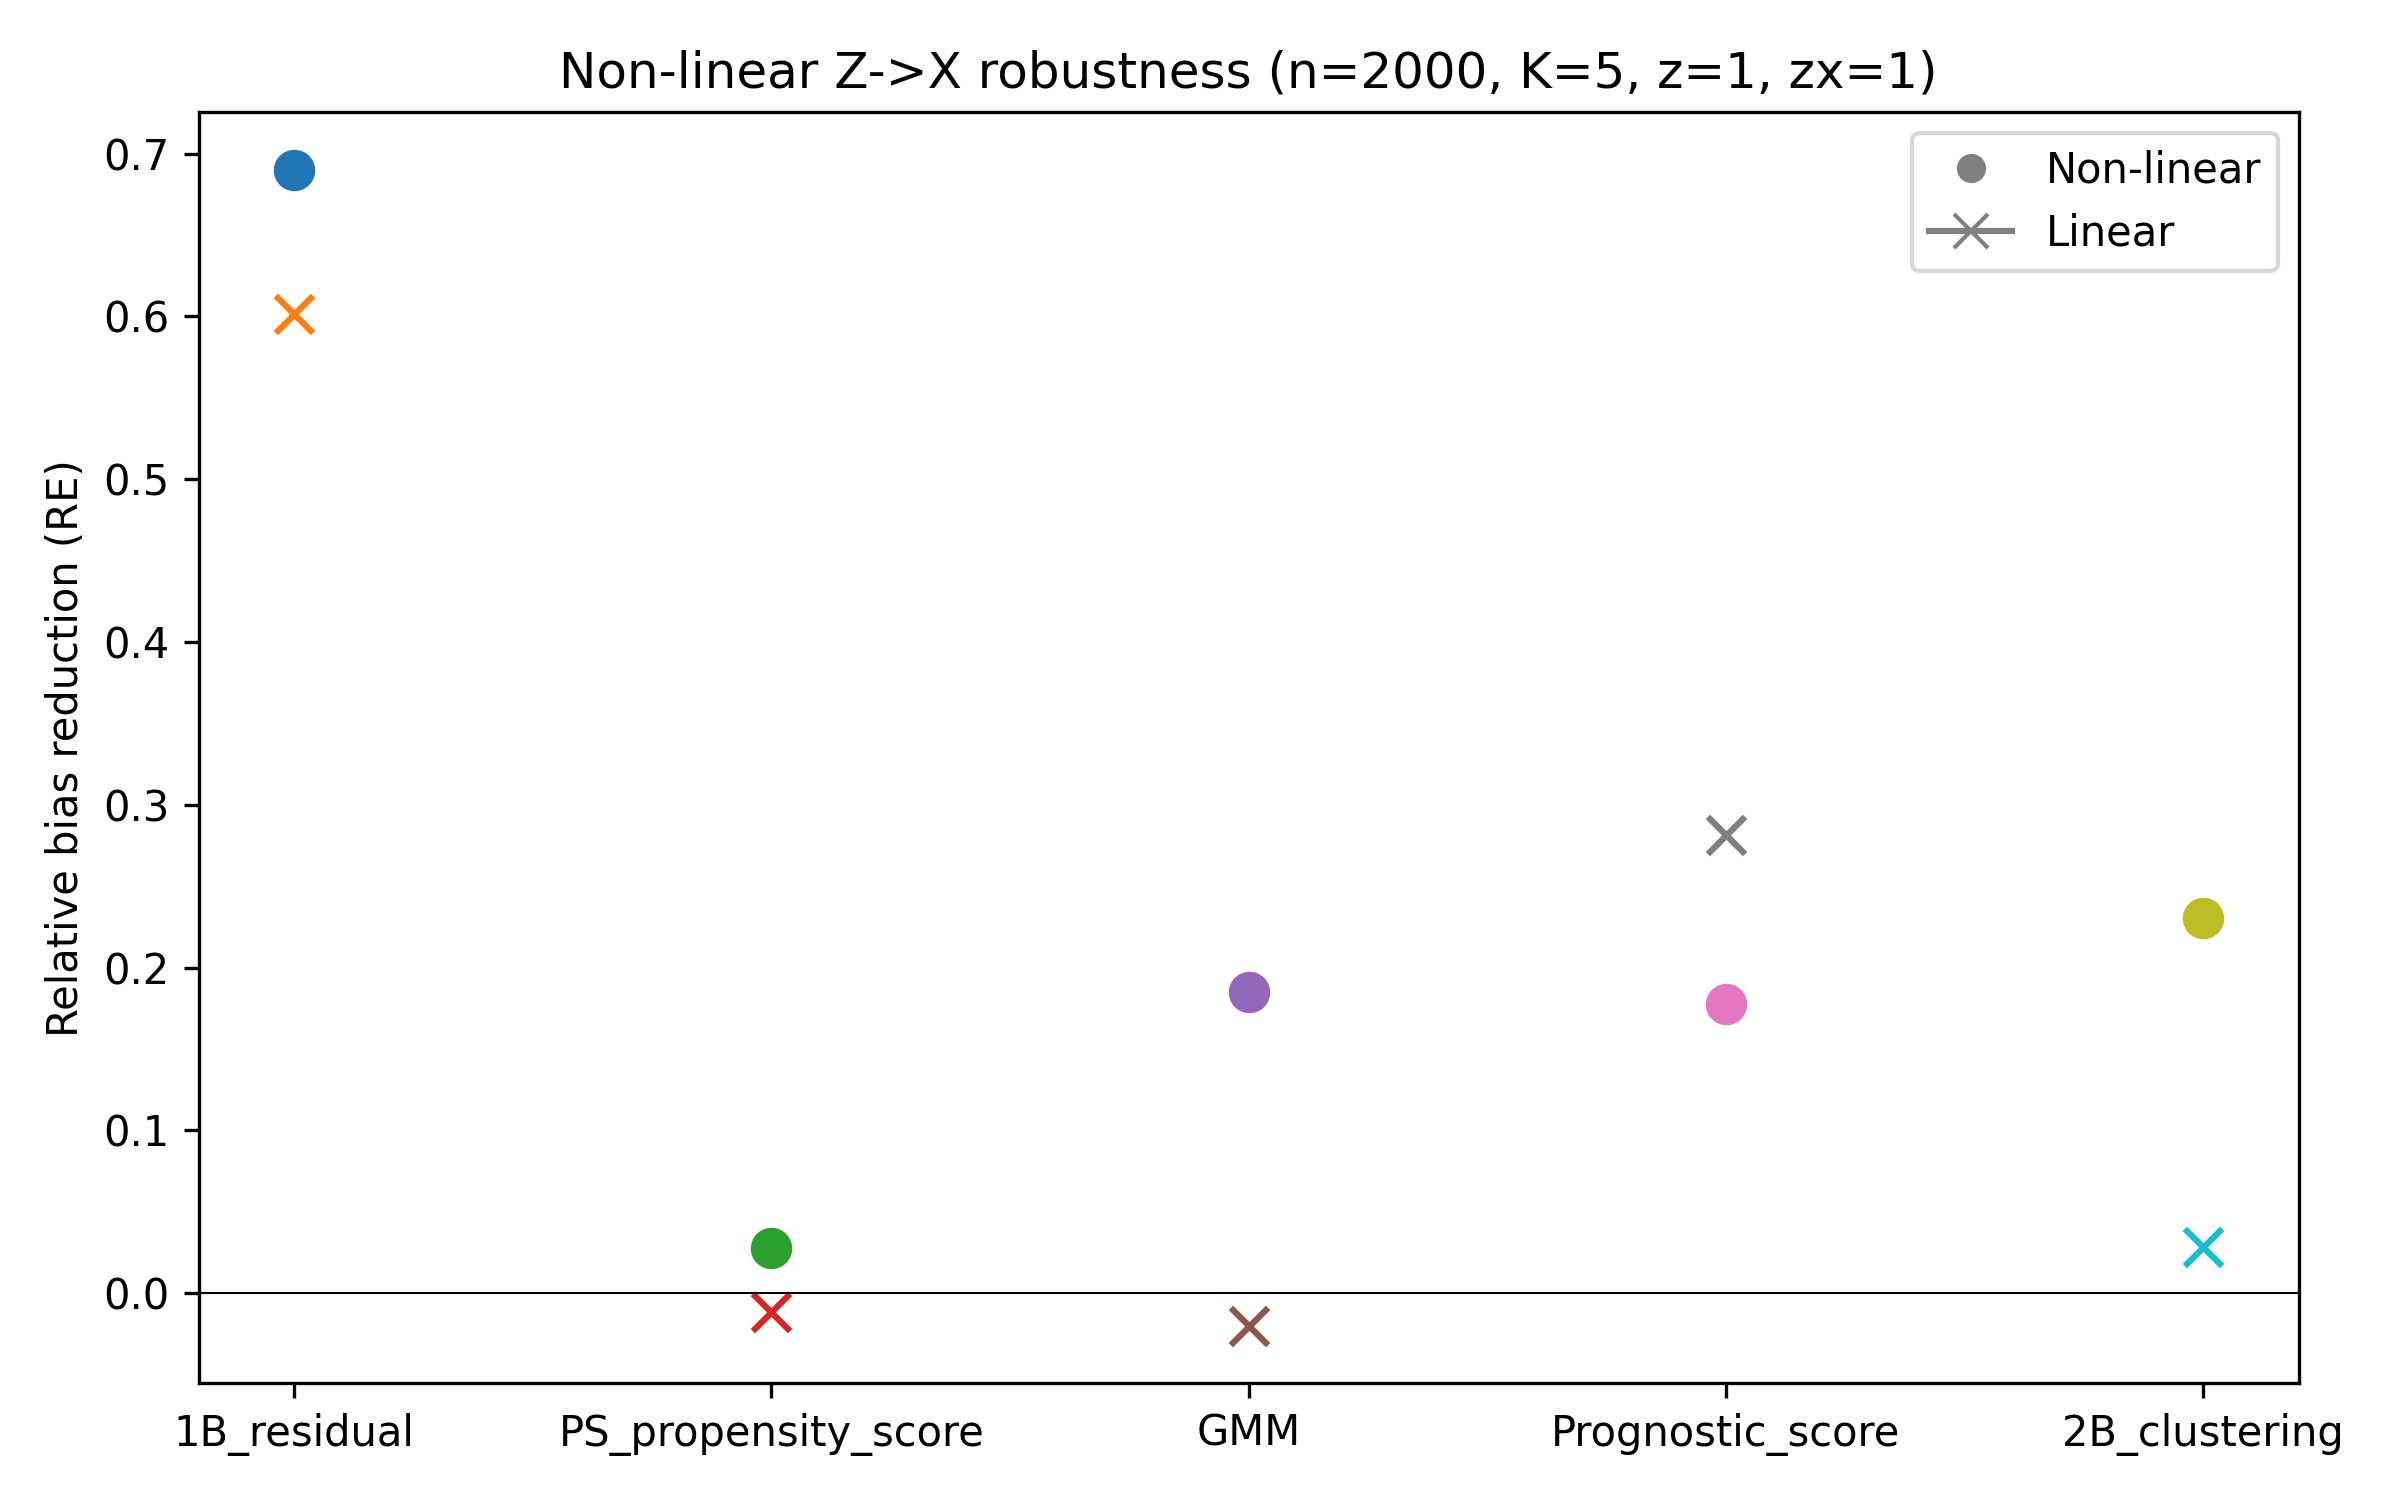 Non-linear Z->X robustness (n=2000, K=5, z=1, zx=1)
Relative bias reduction (RE)
0.7
0.6
0.5
0.4
0.3
0.2
0.1
0.0
Non-linear
Linear
1B_residual
PS_propensity_score
GMM
Prognostic_score
2B_clustering